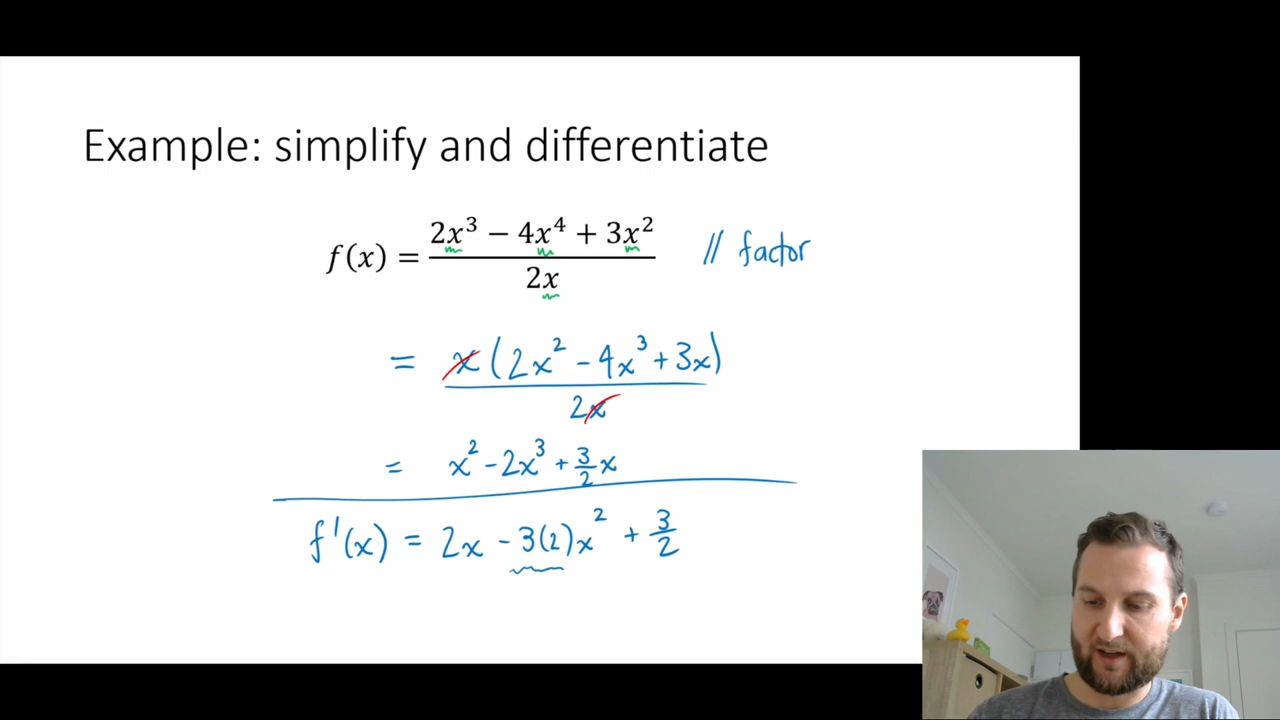 Example: simplify and differentiate
f(x) = (2x³ − 4x⁴ + 3x²) / 2x // factor
= x(2x² - 4x³ + 3x) / 2x
= x² - 2x³ + 3/2 x
f'(x) = 2x - 3(2)x² + 3/2